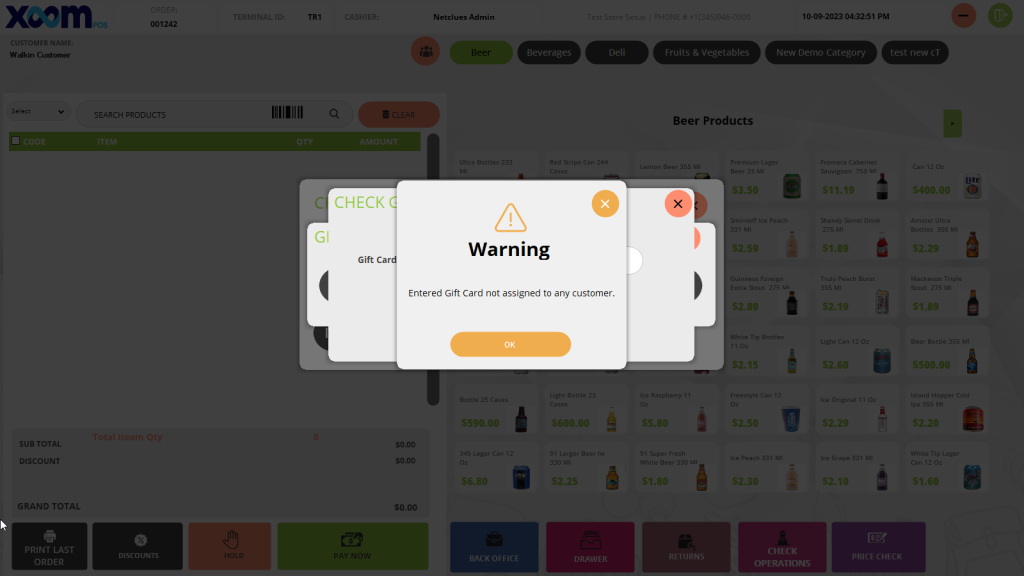 XOOM POS
ORDER:
001242
TERMINAL ID: TR1
CASHIER: Netclues Admin
Test Store Setup | PHONE # +1(345)946-0000
10-09-2023 04:32:51 PM
CUSTOMER NAME:
Walkin Customer
Beer
Beverages
Deli
Fruits & Vegetables
New Demo Category
test new cT
Select
SEARCH PRODUCTS
CLEAR
CODE ITEM QTY AMOUNT
Beer Products
Ultra Bottles 233
Ml
Red Stripe Can 244
Cases
Lemon Beer 355 Ml
Premium Lager
Beer 23 Ml
$3.50
Fronera Cabernet
Sauvignon 750 Ml
$11.19
Can 12 Oz
$400.00
Smirnoff Ice Peach
331 Ml
$2.59
Shandy Sorrel Drink
275 Ml
$1.89
Amstel Ultra
Bottles 355 Ml
$2.29
Guinness Foreign
Extra Stout 275 Ml
$2.89
Truly Peach Burst
355 Ml
$2.19
Mackeson Triple
Stout 275 Ml
$1.89
White Tip Bottles
11 Oz
$2.15
Light Can 12 Oz
$2.60
Beer Bottle 355 Ml
$500.00
Bottle 25 Cases
$590.00
Light Bottle 23
Cases
$600.00
Ice Raspberry 11
Oz
$5.80
Freestyle Can 12
Oz
$2.50
Ice Original 11 Oz
$2.29
Island Hopper Cold
Ipa 355 Ml
$2.20
345 Lager Can 12
Oz
$6.80
91 Larger Beer In
330 Ml
$2.25
91 Super Fresh
White Beer 330 Ml
$1.80
Ice Peach 331 Ml
$2.30
Ice Grape 331 Ml
$2.10
White Tip Lager
Can 12 Oz
$1.60
CHECK G
GI
Gift Card
Warning
Entered Gift Card not assigned to any customer.
OK
SUB TOTAL
Total Iteam Qty 0
$0.00
DISCOUNT $0.00
GRAND TOTAL $0.00
PRINT LAST
ORDER
DISCOUNTS
HOLD
PAY NOW
BACK OFFICE
DRAWER
RETURNS
CHECK
OPERATIONS
PRICE CHECK